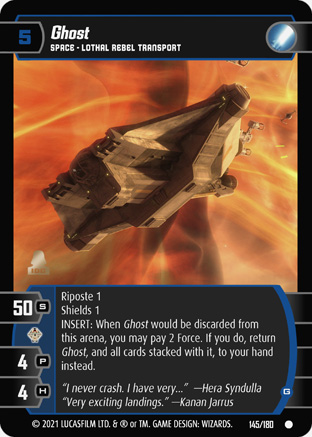 5
Ghost
SPACE - LOTHAL REBEL TRANSPORT
50 S
4 P
4 H
Riposte 1
Shields 1
INSERT: When Ghost would be discarded from
this arena, you may pay 2 Force. If you do, return
Ghost, and all cards stacked with it, to your hand
instead.
"I never crash. I have very..." —Hera Syndulla
"Very exciting landings." —Kanan Jarrus
G
© 2021 LUCASFILM LTD. & ® or TM. GAME DESIGN: WIZARDS.
145/180